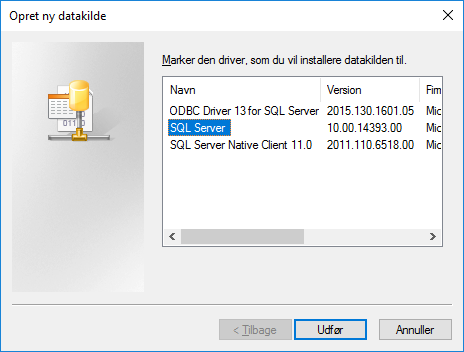 Opret ny datakilde
Marker den driver, som du vil installere datakilden til.
Navn Version Firm
ODBC Driver 13 for SQL Server 2015.130.1601.05 Mic
SQL Server 10.00.14393.00 Mic
SQL Server Native Client 11.0 2011.110.6518.00 Mic
< Tilbage Udfør Annuller